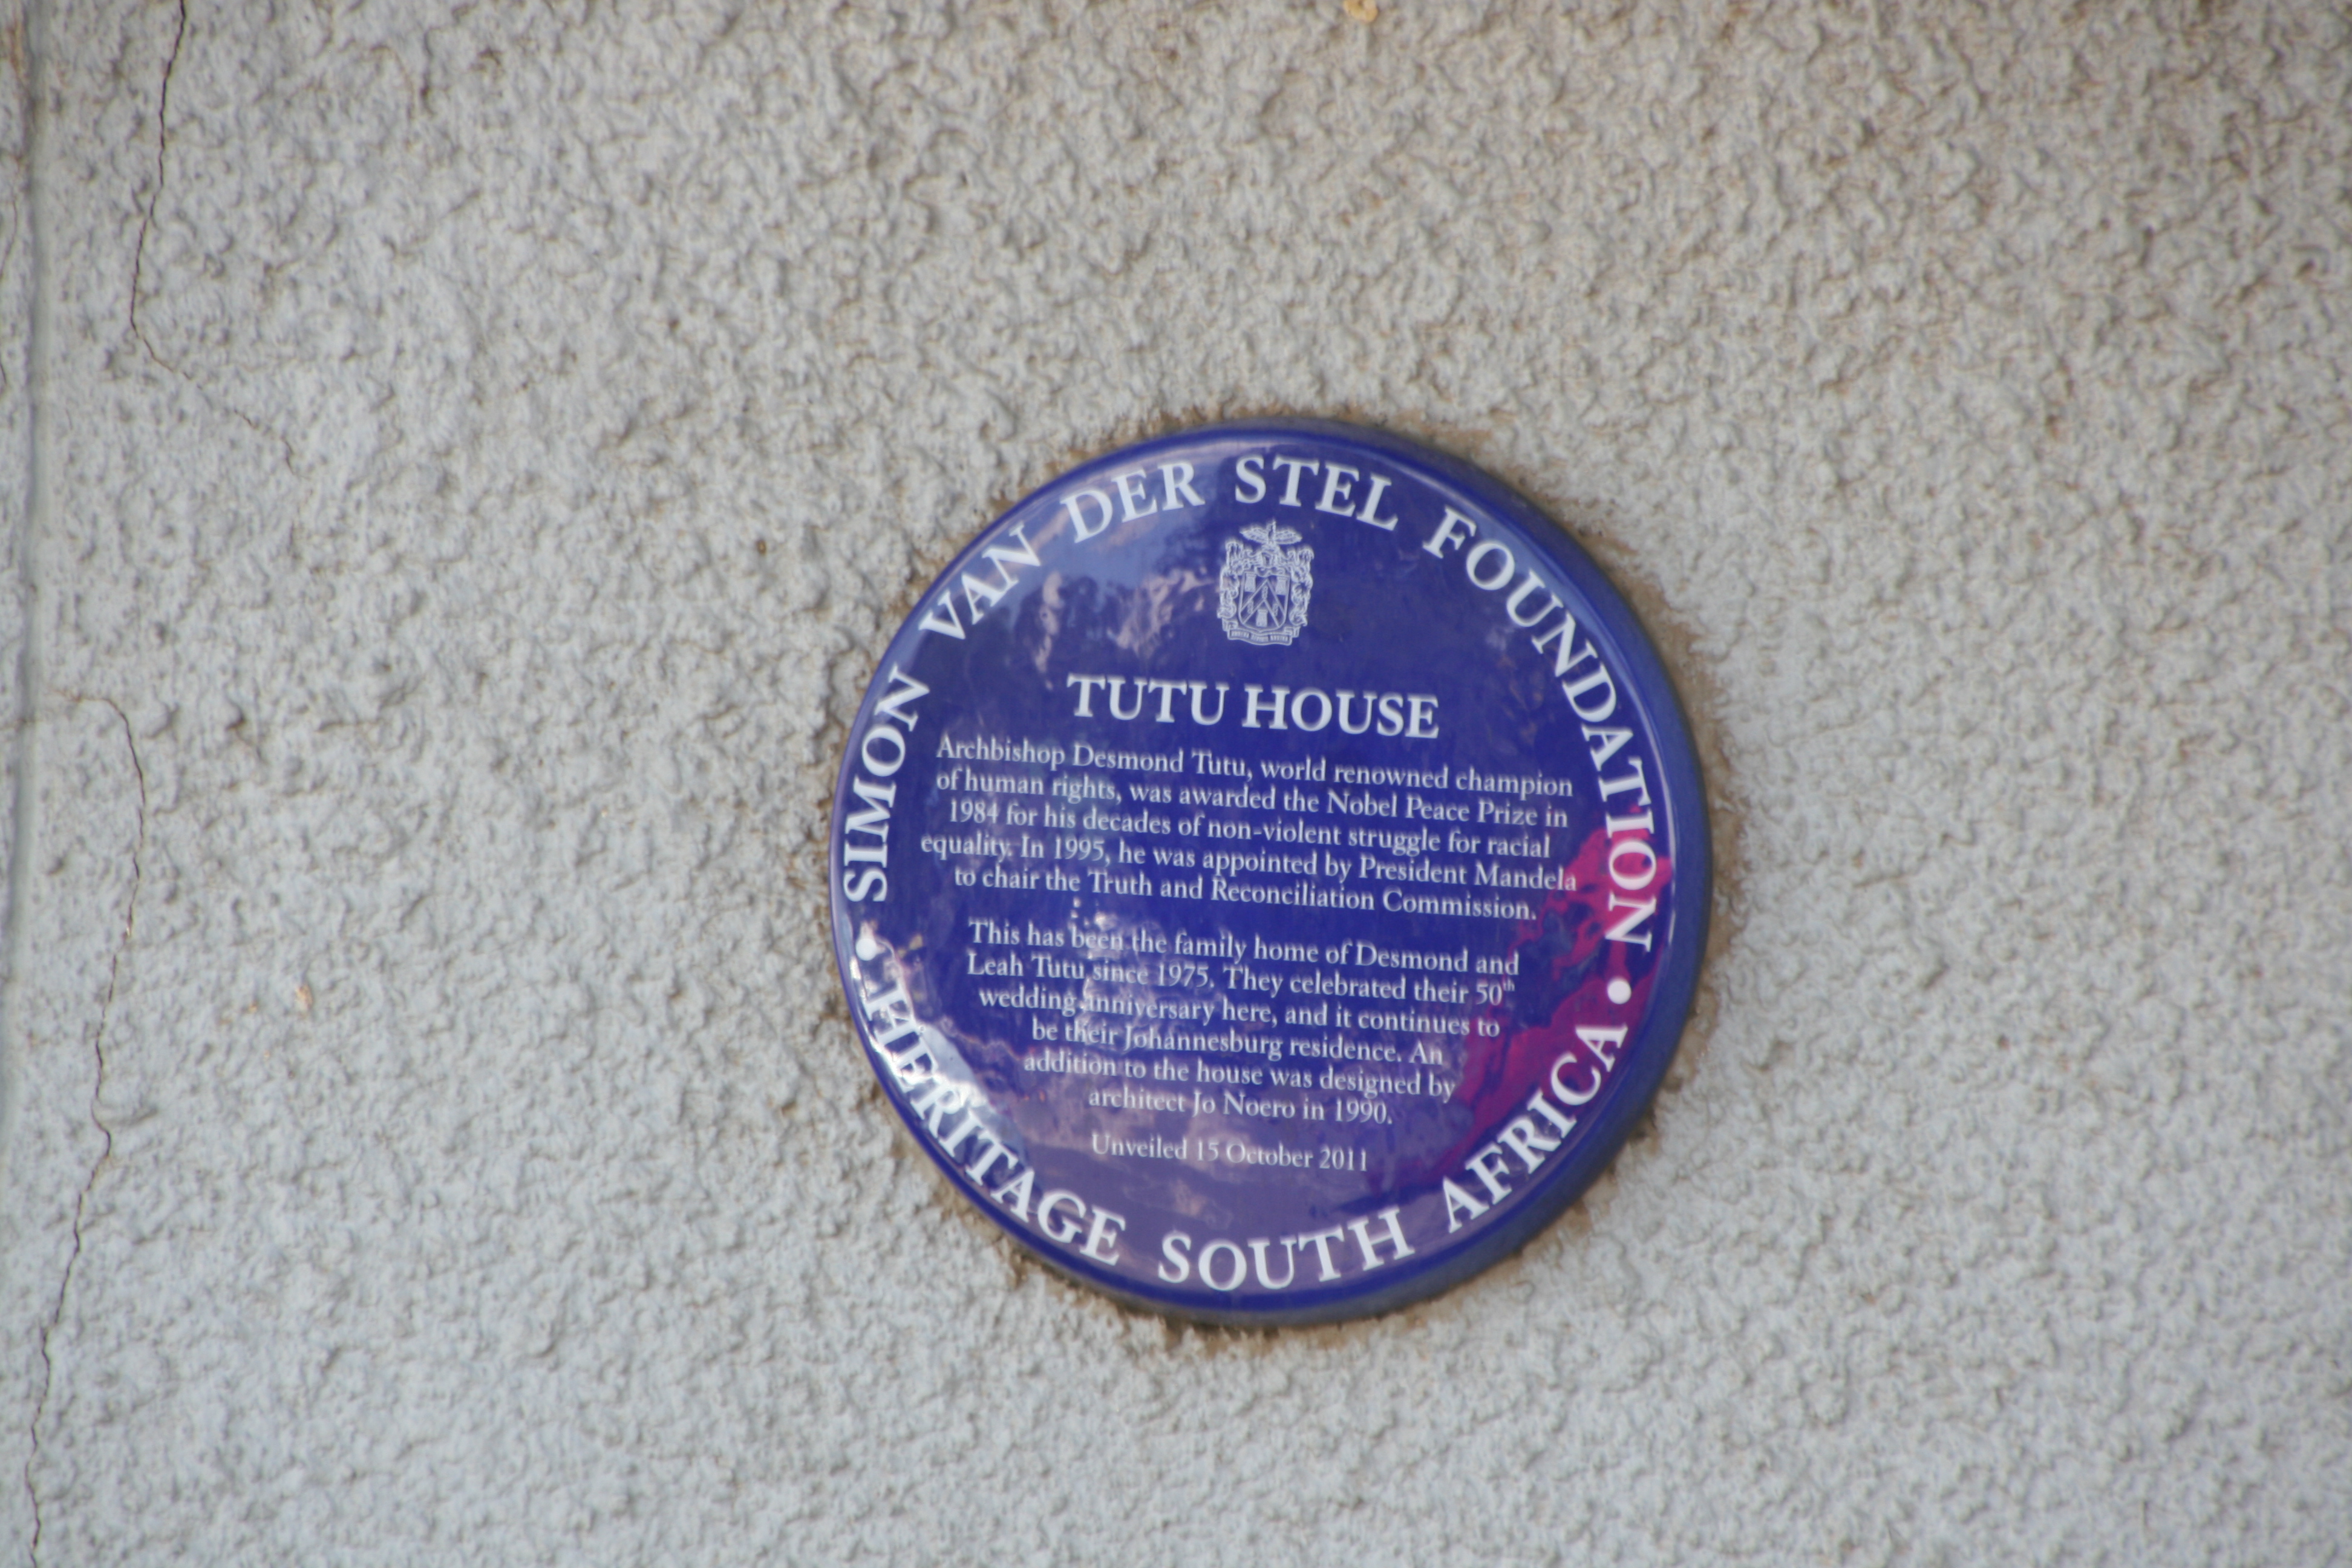 SIMON VAN DER STEL FOUNDATION
TUTU HOUSE
Archbishop Desmond Tutu, world renowned champion
of human rights, was awarded the Nobel Peace Prize in
1984 for his decades of non-violent struggle for racial
equality. In 1995, he was appointed by President Mandela
to chair the Truth and Reconciliation Commission.
This has been the family home of Desmond and
Leah Tutu since 1975. They celebrated their 50th
wedding anniversary here, and it continues to
be their Johannesburg residence. An
addition to the house was designed by
architect Jo Noero in 1990.
Unveiled 15 October 2011
• HERITAGE SOUTH AFRICA •